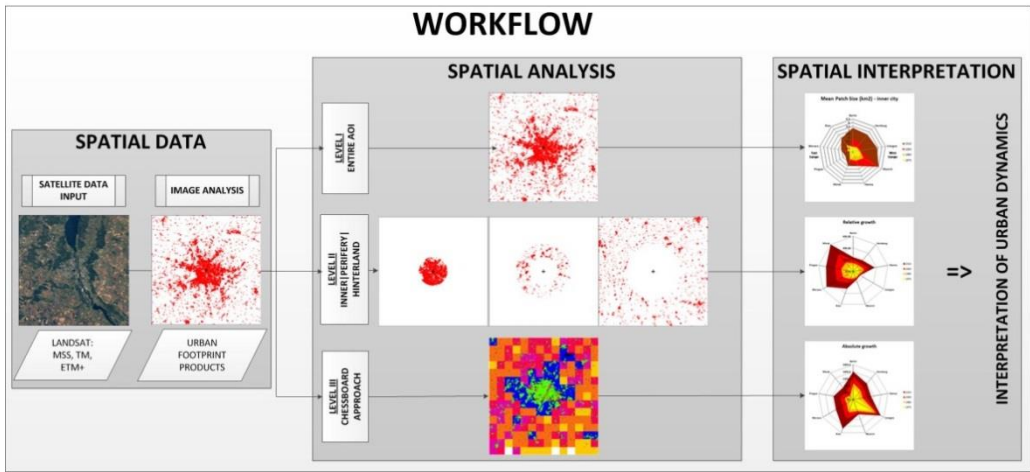 WORKFLOW
SPATIAL DATA
SATELLITE DATA
INPUT
IMAGE ANALYSIS
LANDSAT:
MSS, TM,
ETM+
URBAN
FOOTPRINT
PRODUCTS
SPATIAL ANALYSIS
LEVEL I
ENTIRE AOI
LEVEL II
INNER|PERIFERY|
HINTERLAND
LEVEL III
CHESSBOARD
APPROACH
SPATIAL INTERPRETATION
Mean Patch Size [km2] - Inner city
Relative growth
Absolute growth
=>
INTERPRETATION OF URBAN DYNAMICS